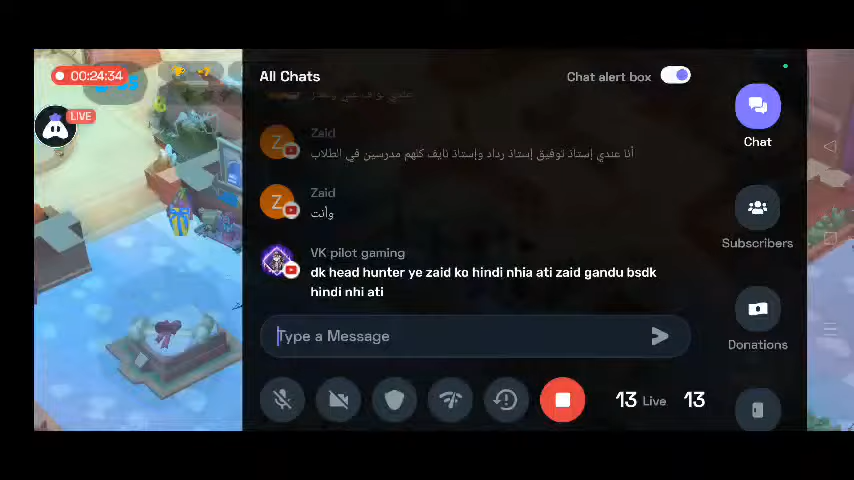 00:24:34
LIVE
All Chats
Chat alert box
Zaid
أنا عندي إستاذ توفيق إستاذ رداد وإستاذ نايف كلهم مدرسين في الطلاب
Zaid
وأنت
VK pilot gaming
dk head hunter ye zaid ko hindi nhia ati zaid gandu bsdk
hindi nhi ati
Type a Message
13 Live 13
Chat
Subscribers
Donations
Z
Z